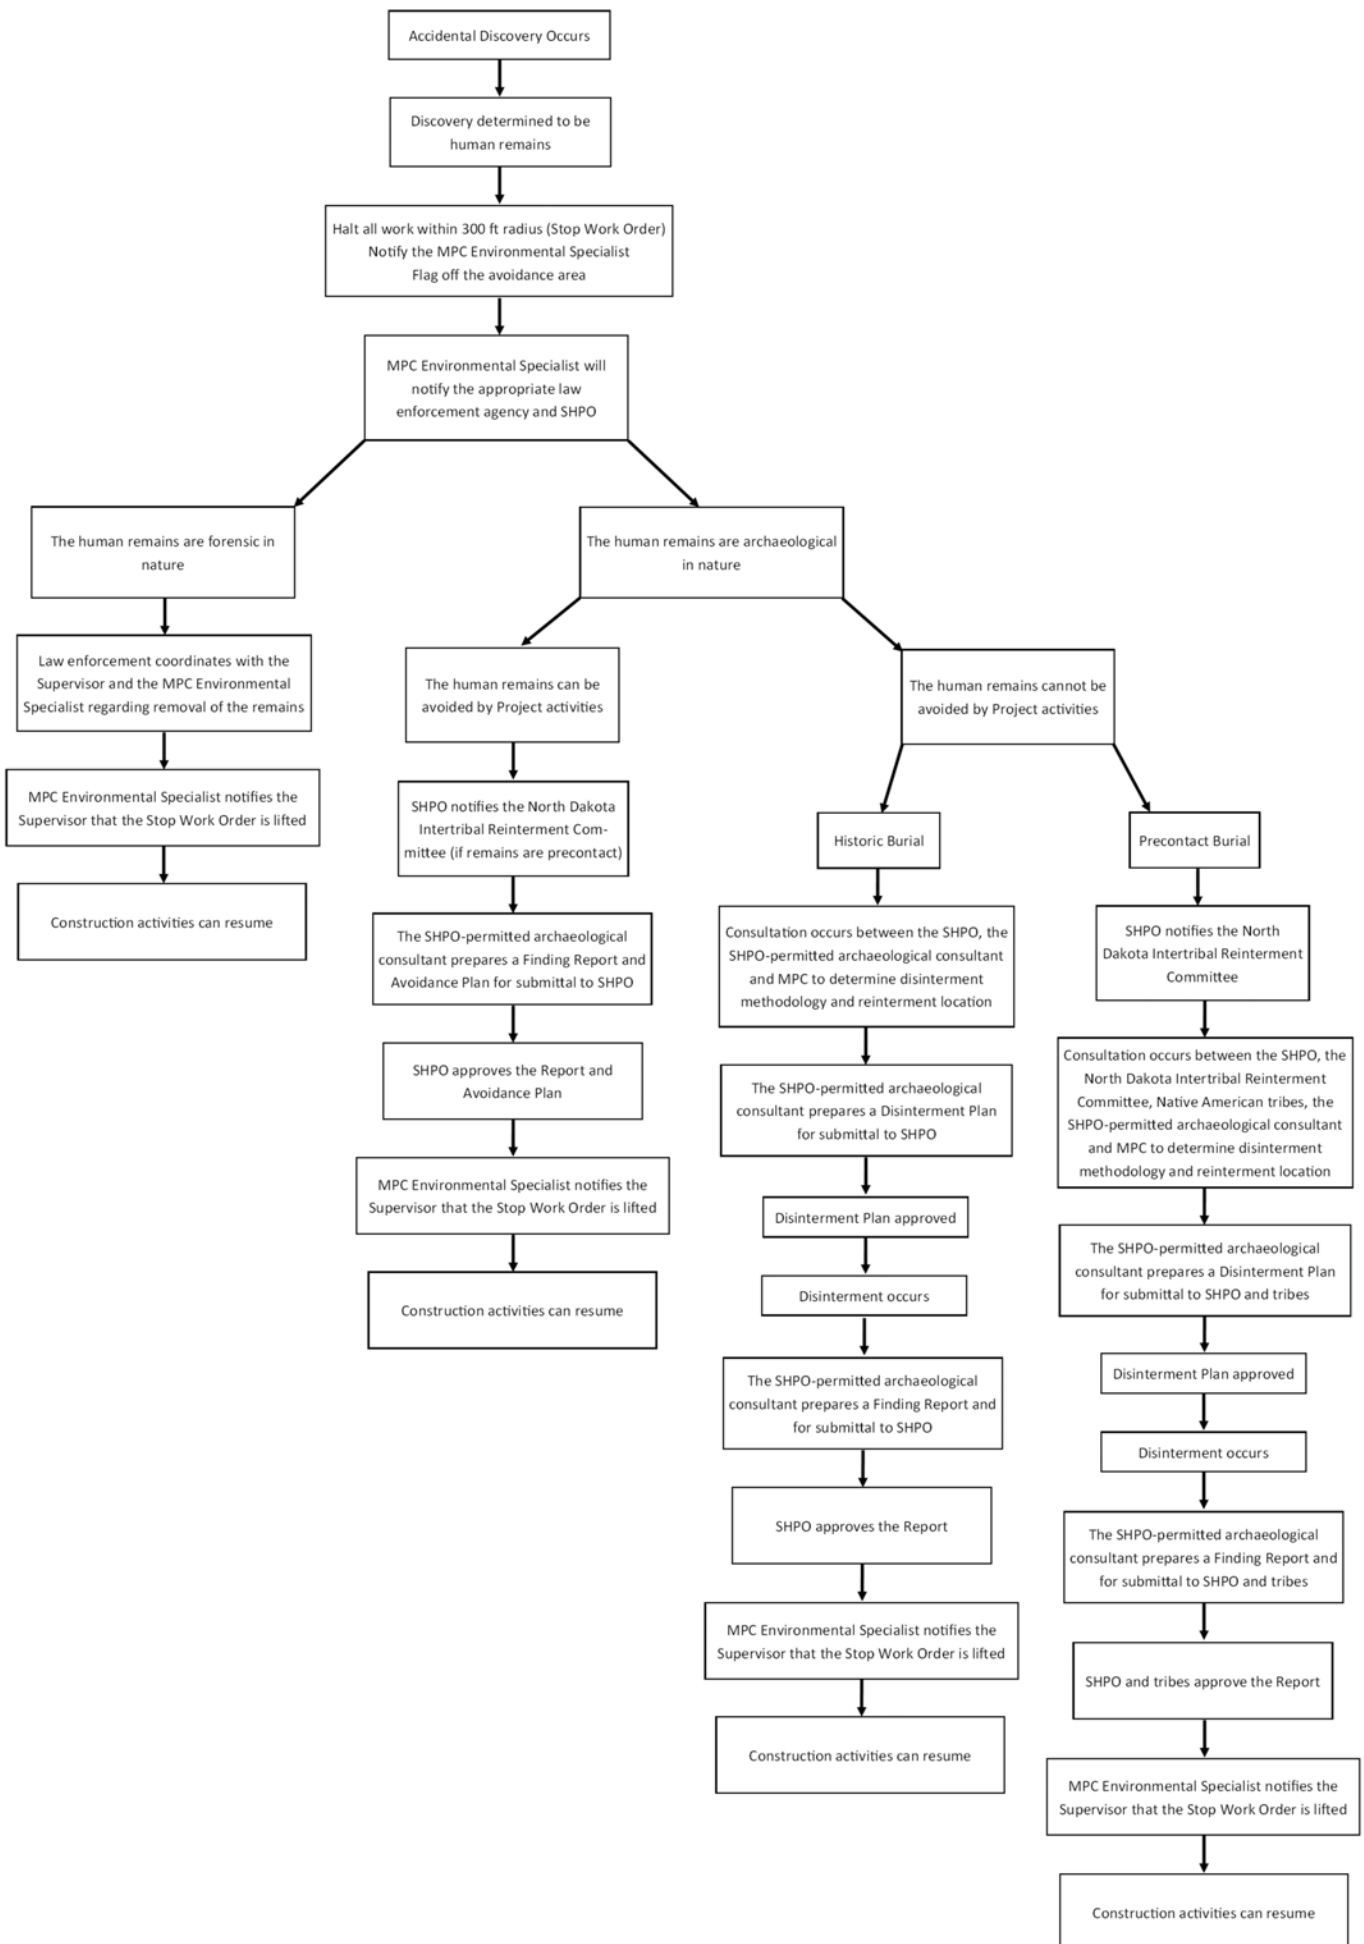 Accidental Discovery Occurs
Discovery determined to be
human remains
Halt all work within 300 ft radius (Stop Work Order)
Notify the MPC Environmental Specialist
Flag off the avoidance area
MPC Environmental Specialist will
notify the appropriate law
enforcement agency and SHPO
The human remains are forensic in
nature
Law enforcement coordinates with the
Supervisor and the MPC Environmental
Specialist regarding removal of the remains
MPC Environmental Specialist notifies the
Supervisor that the Stop Work Order is lifted
Construction activities can resume
The human remains are archaeological
in nature
The human remains can be
avoided by Project activities
SHPO notifies the North Dakota
Intertribal Reinterment Com-
mittee (if remains are precontact)
The SHPO-permitted archaeological
consultant prepares a Finding Report and
Avoidance Plan for submittal to SHPO
SHPO approves the Report and
Avoidance Plan
MPC Environmental Specialist notifies the
Supervisor that the Stop Work Order is lifted
Construction activities can resume
The human remains cannot be
avoided by Project activities
Historic Burial
Consultation occurs between the SHPO, the
SHPO-permitted archaeological consultant
and MPC to determine disinterment
methodology and reinterment location
The SHPO-permitted archaeological
consultant prepares a Disinterment Plan
for submittal to SHPO
Disinterment Plan approved
Disinterment occurs
The SHPO-permitted archaeological
consultant prepares a Finding Report and
for submittal to SHPO
SHPO approves the Report
MPC Environmental Specialist notifies the
Supervisor that the Stop Work Order is lifted
Construction activities can resume
Precontact Burial
SHPO notifies the North
Dakota Intertribal Reinterment
Committee
Consultation occurs between the SHPO, the
North Dakota Intertribal Reinterment
Committee, Native American tribes, the
SHPO-permitted archaeological consultant
and MPC to determine disinterment
methodology and reinterment location
The SHPO-permitted archaeological
consultant prepares a Disinterment Plan
for submittal to SHPO and tribes
Disinterment Plan approved
Disinterment occurs
The SHPO-permitted archaeological
consultant prepares a Finding Report and
for submittal to SHPO and tribes
SHPO and tribes approve the Report
MPC Environmental Specialist notifies the
Supervisor that the Stop Work Order is lifted
Construction activities can resume